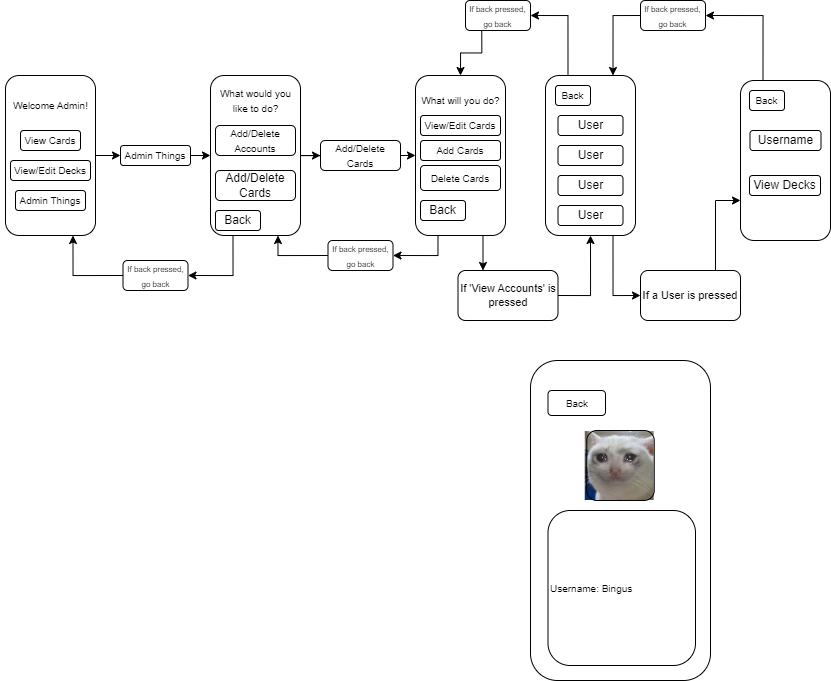 If back pressed,
go back
If back pressed,
go back
Welcome Admin!
View Cards
View/Edit Decks
Admin Things
Admin Things
What would you
like to do?
Add/Delete
Accounts
Add/Delete
Cards
Back
Add/Delete
Cards
What will you do?
View/Edit Cards
Add Cards
Delete Cards
Back
Back
User
User
User
User
Back
Username
View Decks
If back pressed,
go back
If back pressed,
go back
If 'View Accounts' is
pressed
If a User is pressed
Back
Username: Bingus